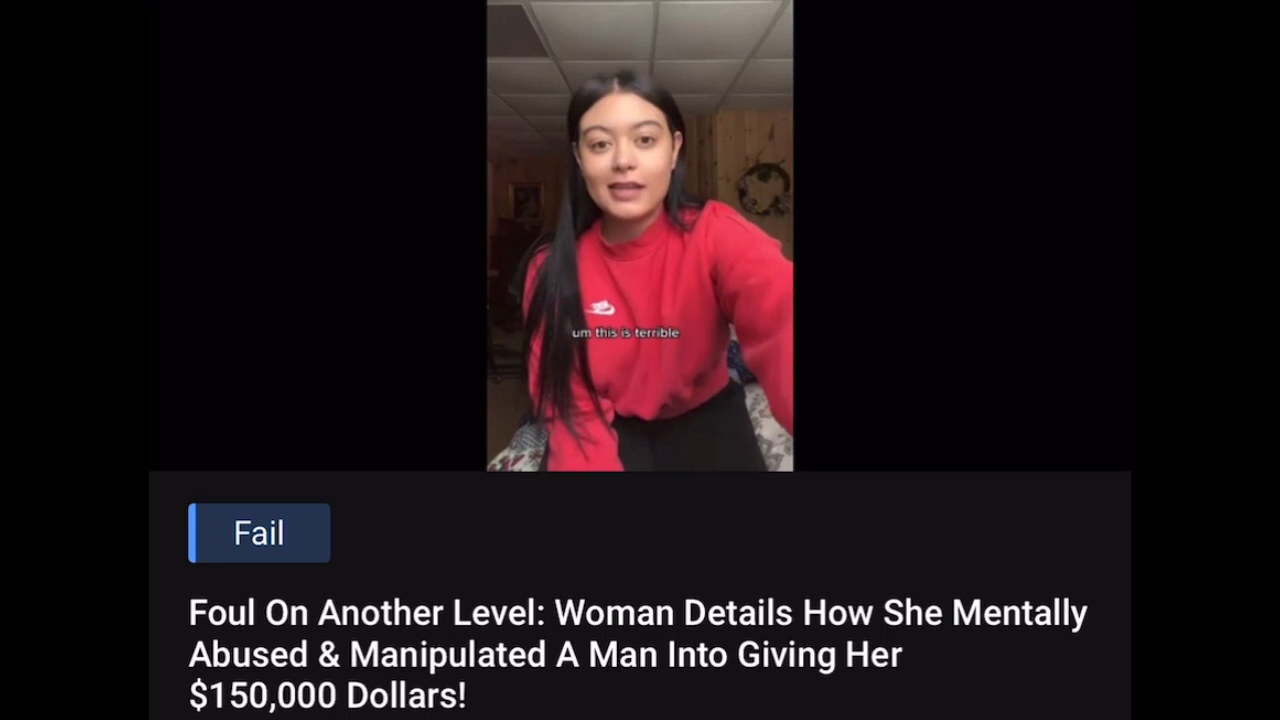 um this is terrible
Fail
Foul On Another Level: Woman Details How She Mentally
Abused & Manipulated A Man Into Giving Her
$150,000 Dollars!